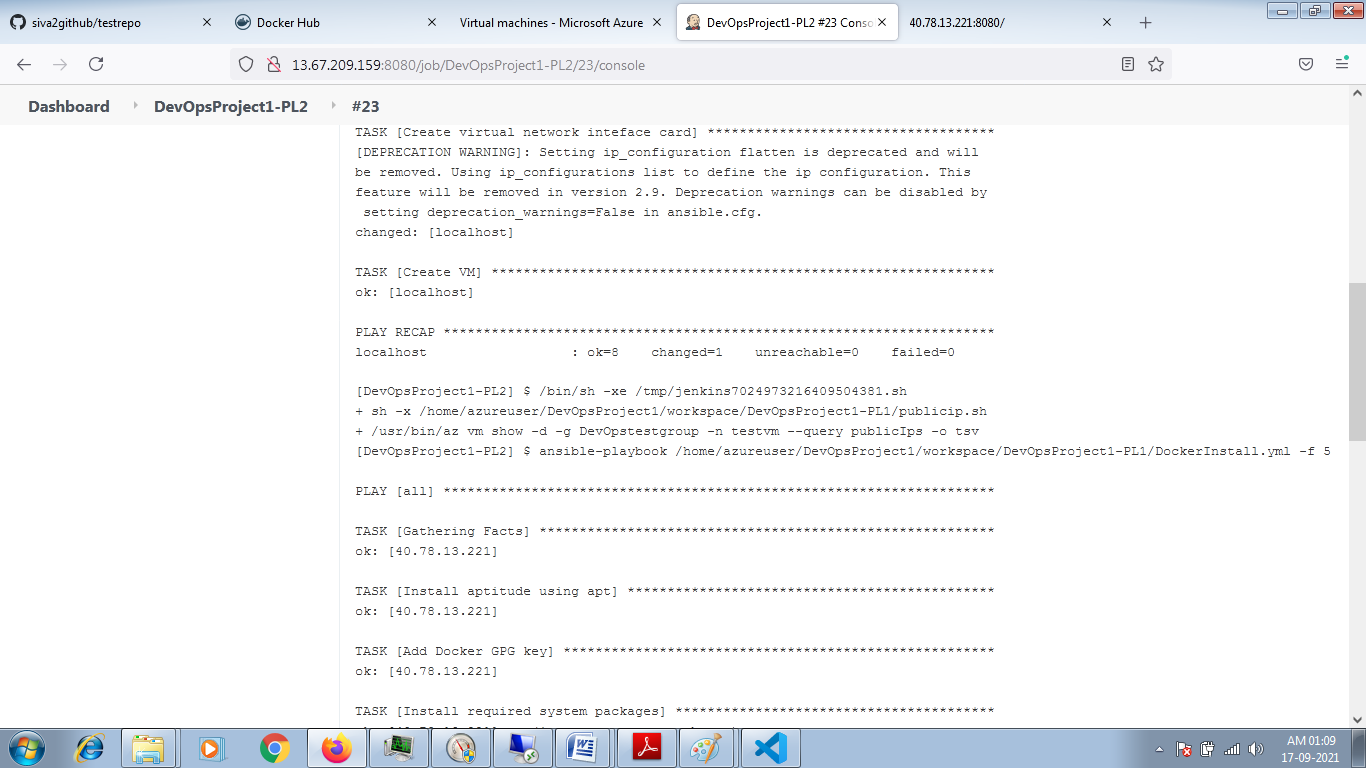 siva2github/testrepo
Docker Hub
Virtual machines - Microsoft Azure
DevOpsProject1-PL2 #23 Conso
40.78.13.221:8080/
13.67.209.159:8080/job/DevOpsProject1-PL2/23/console
Dashboard DevOpsProject1-PL2 #23
TASK [Create virtual network inteface card] ************************************
[DEPRECATION WARNING]: Setting ip_configuration flatten is deprecated and will
be removed. Using ip_configurations list to define the ip configuration. This
feature will be removed in version 2.9. Deprecation warnings can be disabled by
setting deprecation_warnings=False in ansible.cfg.
changed: [localhost]
TASK [Create VM] ***************************************************************
ok: [localhost]
PLAY RECAP *********************************************************************
localhost : ok=8 changed=1 unreachable=0 failed=0
[DevOpsProject1-PL2] $ /bin/sh -xe /tmp/jenkins7024973216409504381.sh
+ sh -x /home/azureuser/DevOpsProject1/workspace/DevOpsProject1-PL1/publicip.sh
+ /usr/bin/az vm show -d -g DevOpstestgroup -n testvm --query publicIps -o tsv
[DevOpsProject1-PL2] $ ansible-playbook /home/azureuser/DevOpsProject1/workspace/DevOpsProject1-PL1/DockerInstall.yml -f 5
PLAY [all] *********************************************************************
TASK [Gathering Facts] *********************************************************
ok: [40.78.13.221]
TASK [Install aptitude using apt] **********************************************
ok: [40.78.13.221]
TASK [Add Docker GPG key] ******************************************************
ok: [40.78.13.221]
TASK [Install required system packages] ****************************************
AM 01:09
17-09-2021